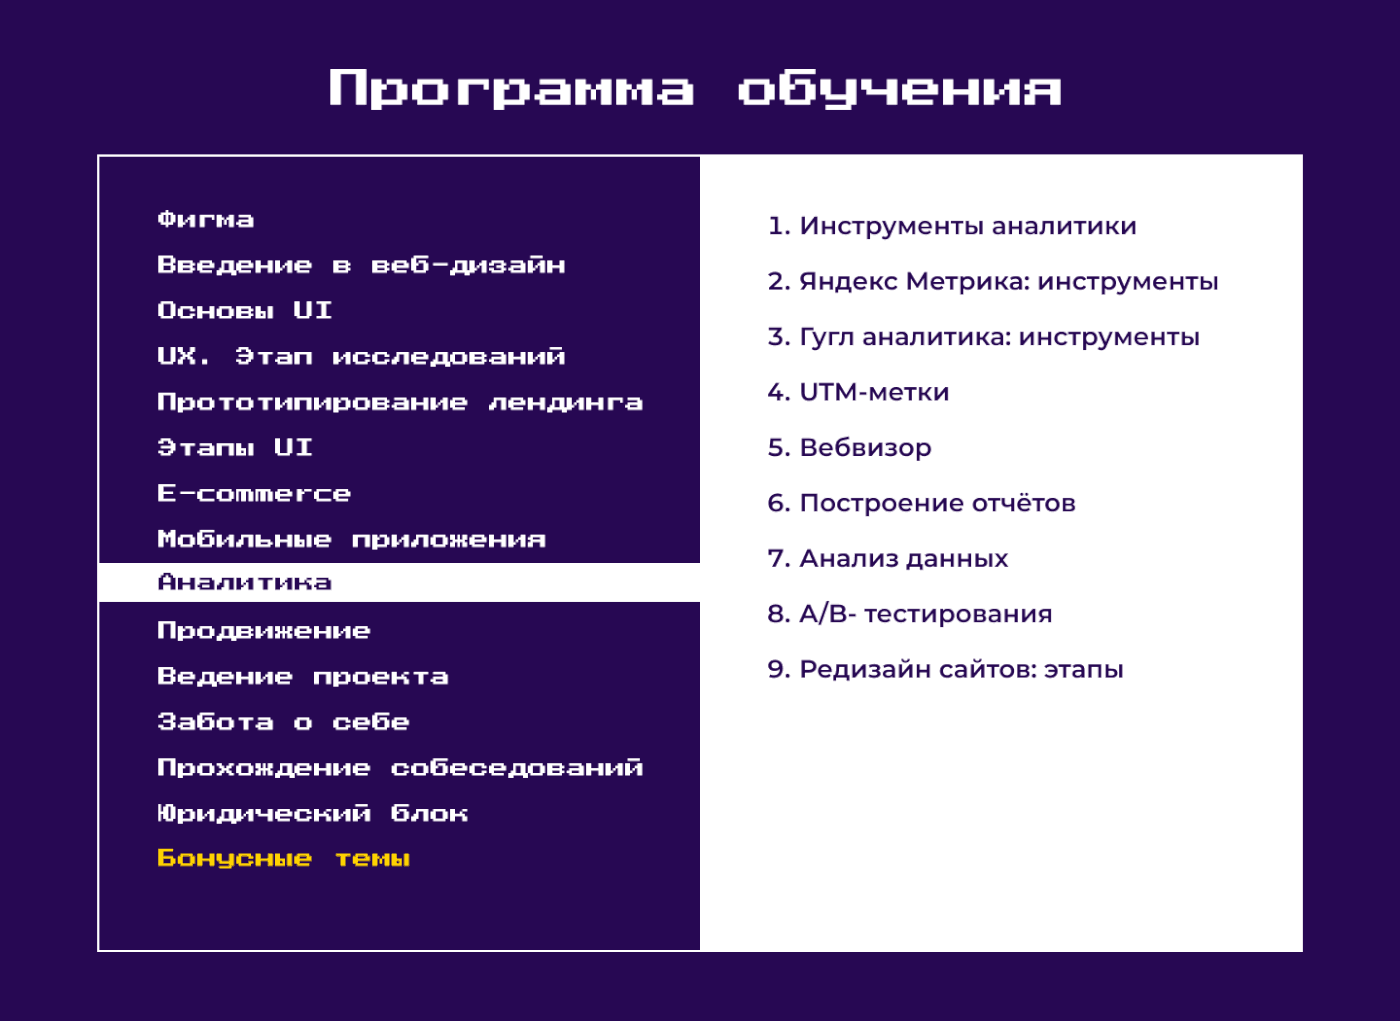 Программа обучения
Фигма
Введение в веб-дизайн
Основы UI
UX. Этап исследований
Прототипирование лендинга
Этапы UI
E-commerce
Мобильные приложения
Аналитика
Продвижение
Ведение проекта
Забота о себе
Прохождение собеседований
Юридический блок
Бонусные темы
1. Инструменты аналитики
2. Яндекс Метрика: инструменты
3. Гугл аналитика: инструменты
4. UTM-метки
5. Вебвизор
6. Построение отчётов
7. Анализ данных
8. A/B- тестирования
9. Редизайн сайтов: этапы